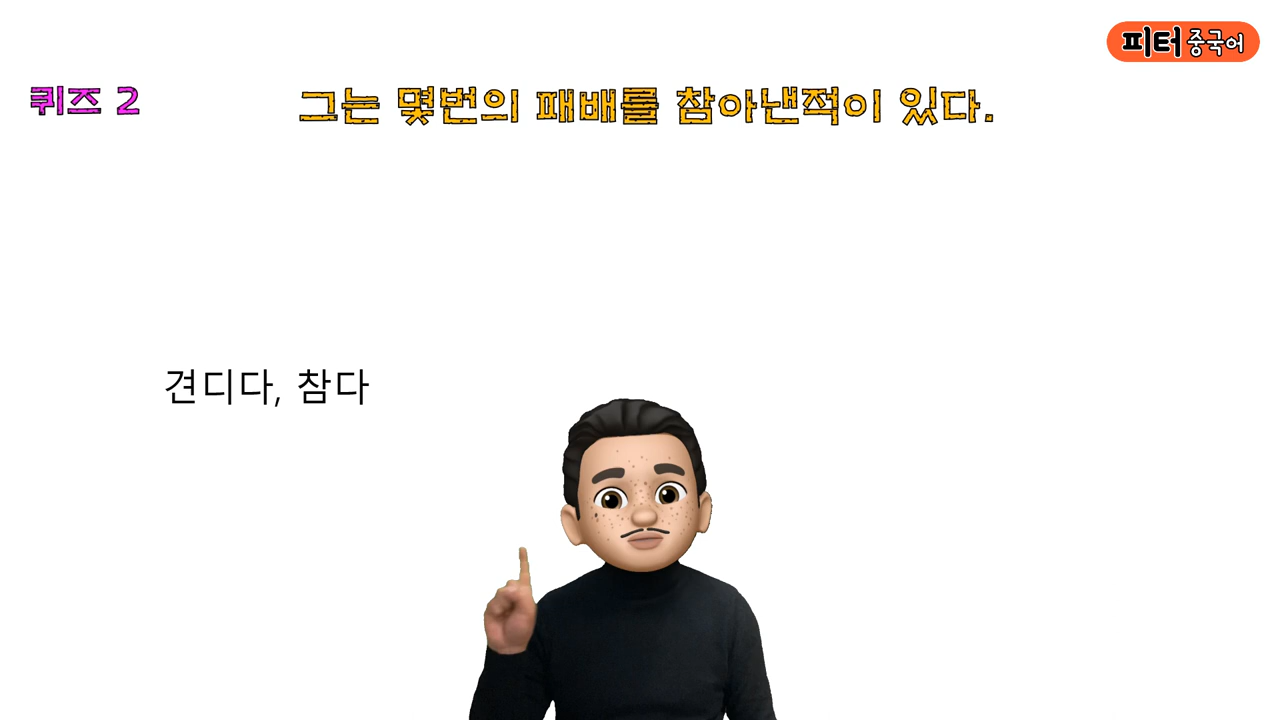 피터 중국어
퀴즈 2
그는 몇번의 패배를 참아낸적이 있다.
견디다, 참다